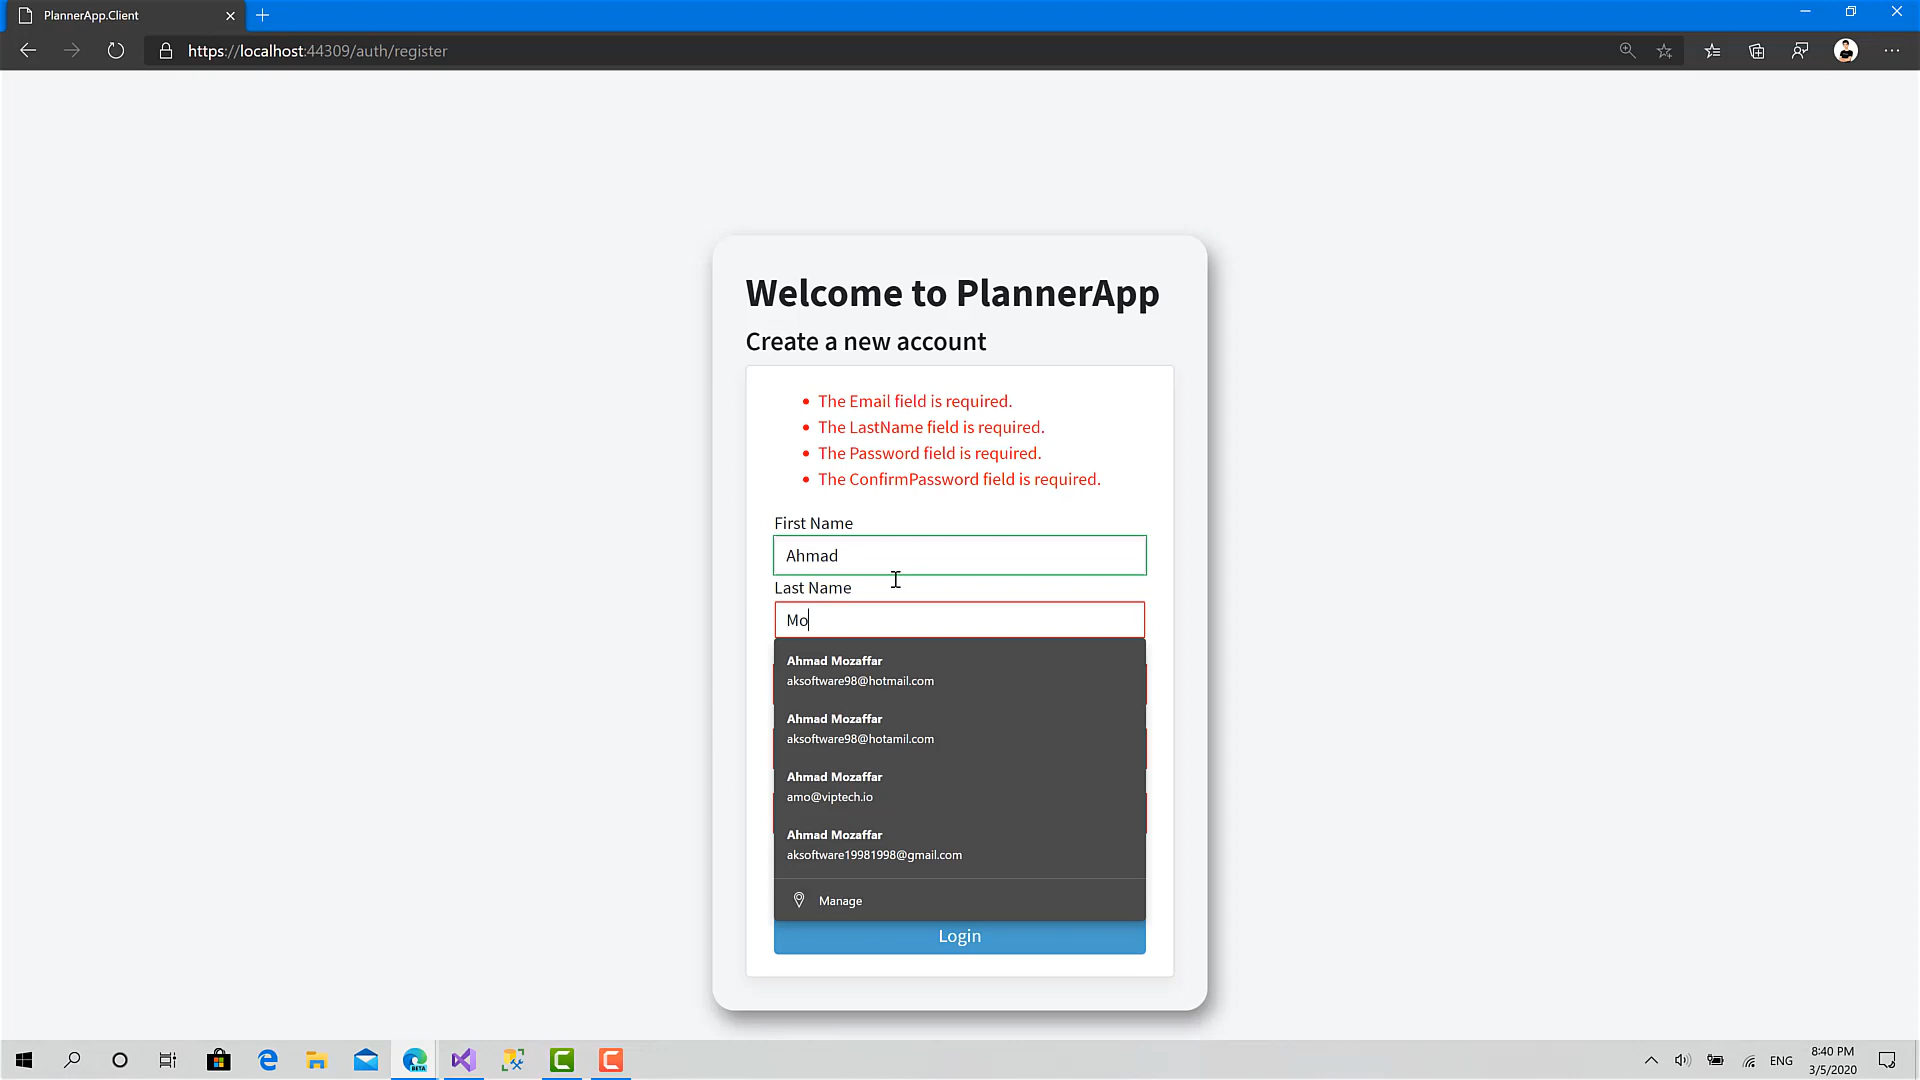 PlannerApp.Client
https://localhost:44309/auth/register
Welcome to PlannerApp
Create a new account
The Email field is required.
The LastName field is required.
The Password field is required.
The ConfirmPassword field is required.
First Name
Ahmad
Last Name
Mo
Ahmad Mozaffar
aksoftware98@hotmail.com
Ahmad Mozaffar
aksoftware98@hotamil.com
Ahmad Mozaffar
amo@viptech.io
Ahmad Mozaffar
aksoftware19981998@gmail.com
Manage
Login
BETA
ENG
8:40 PM
3/5/2020